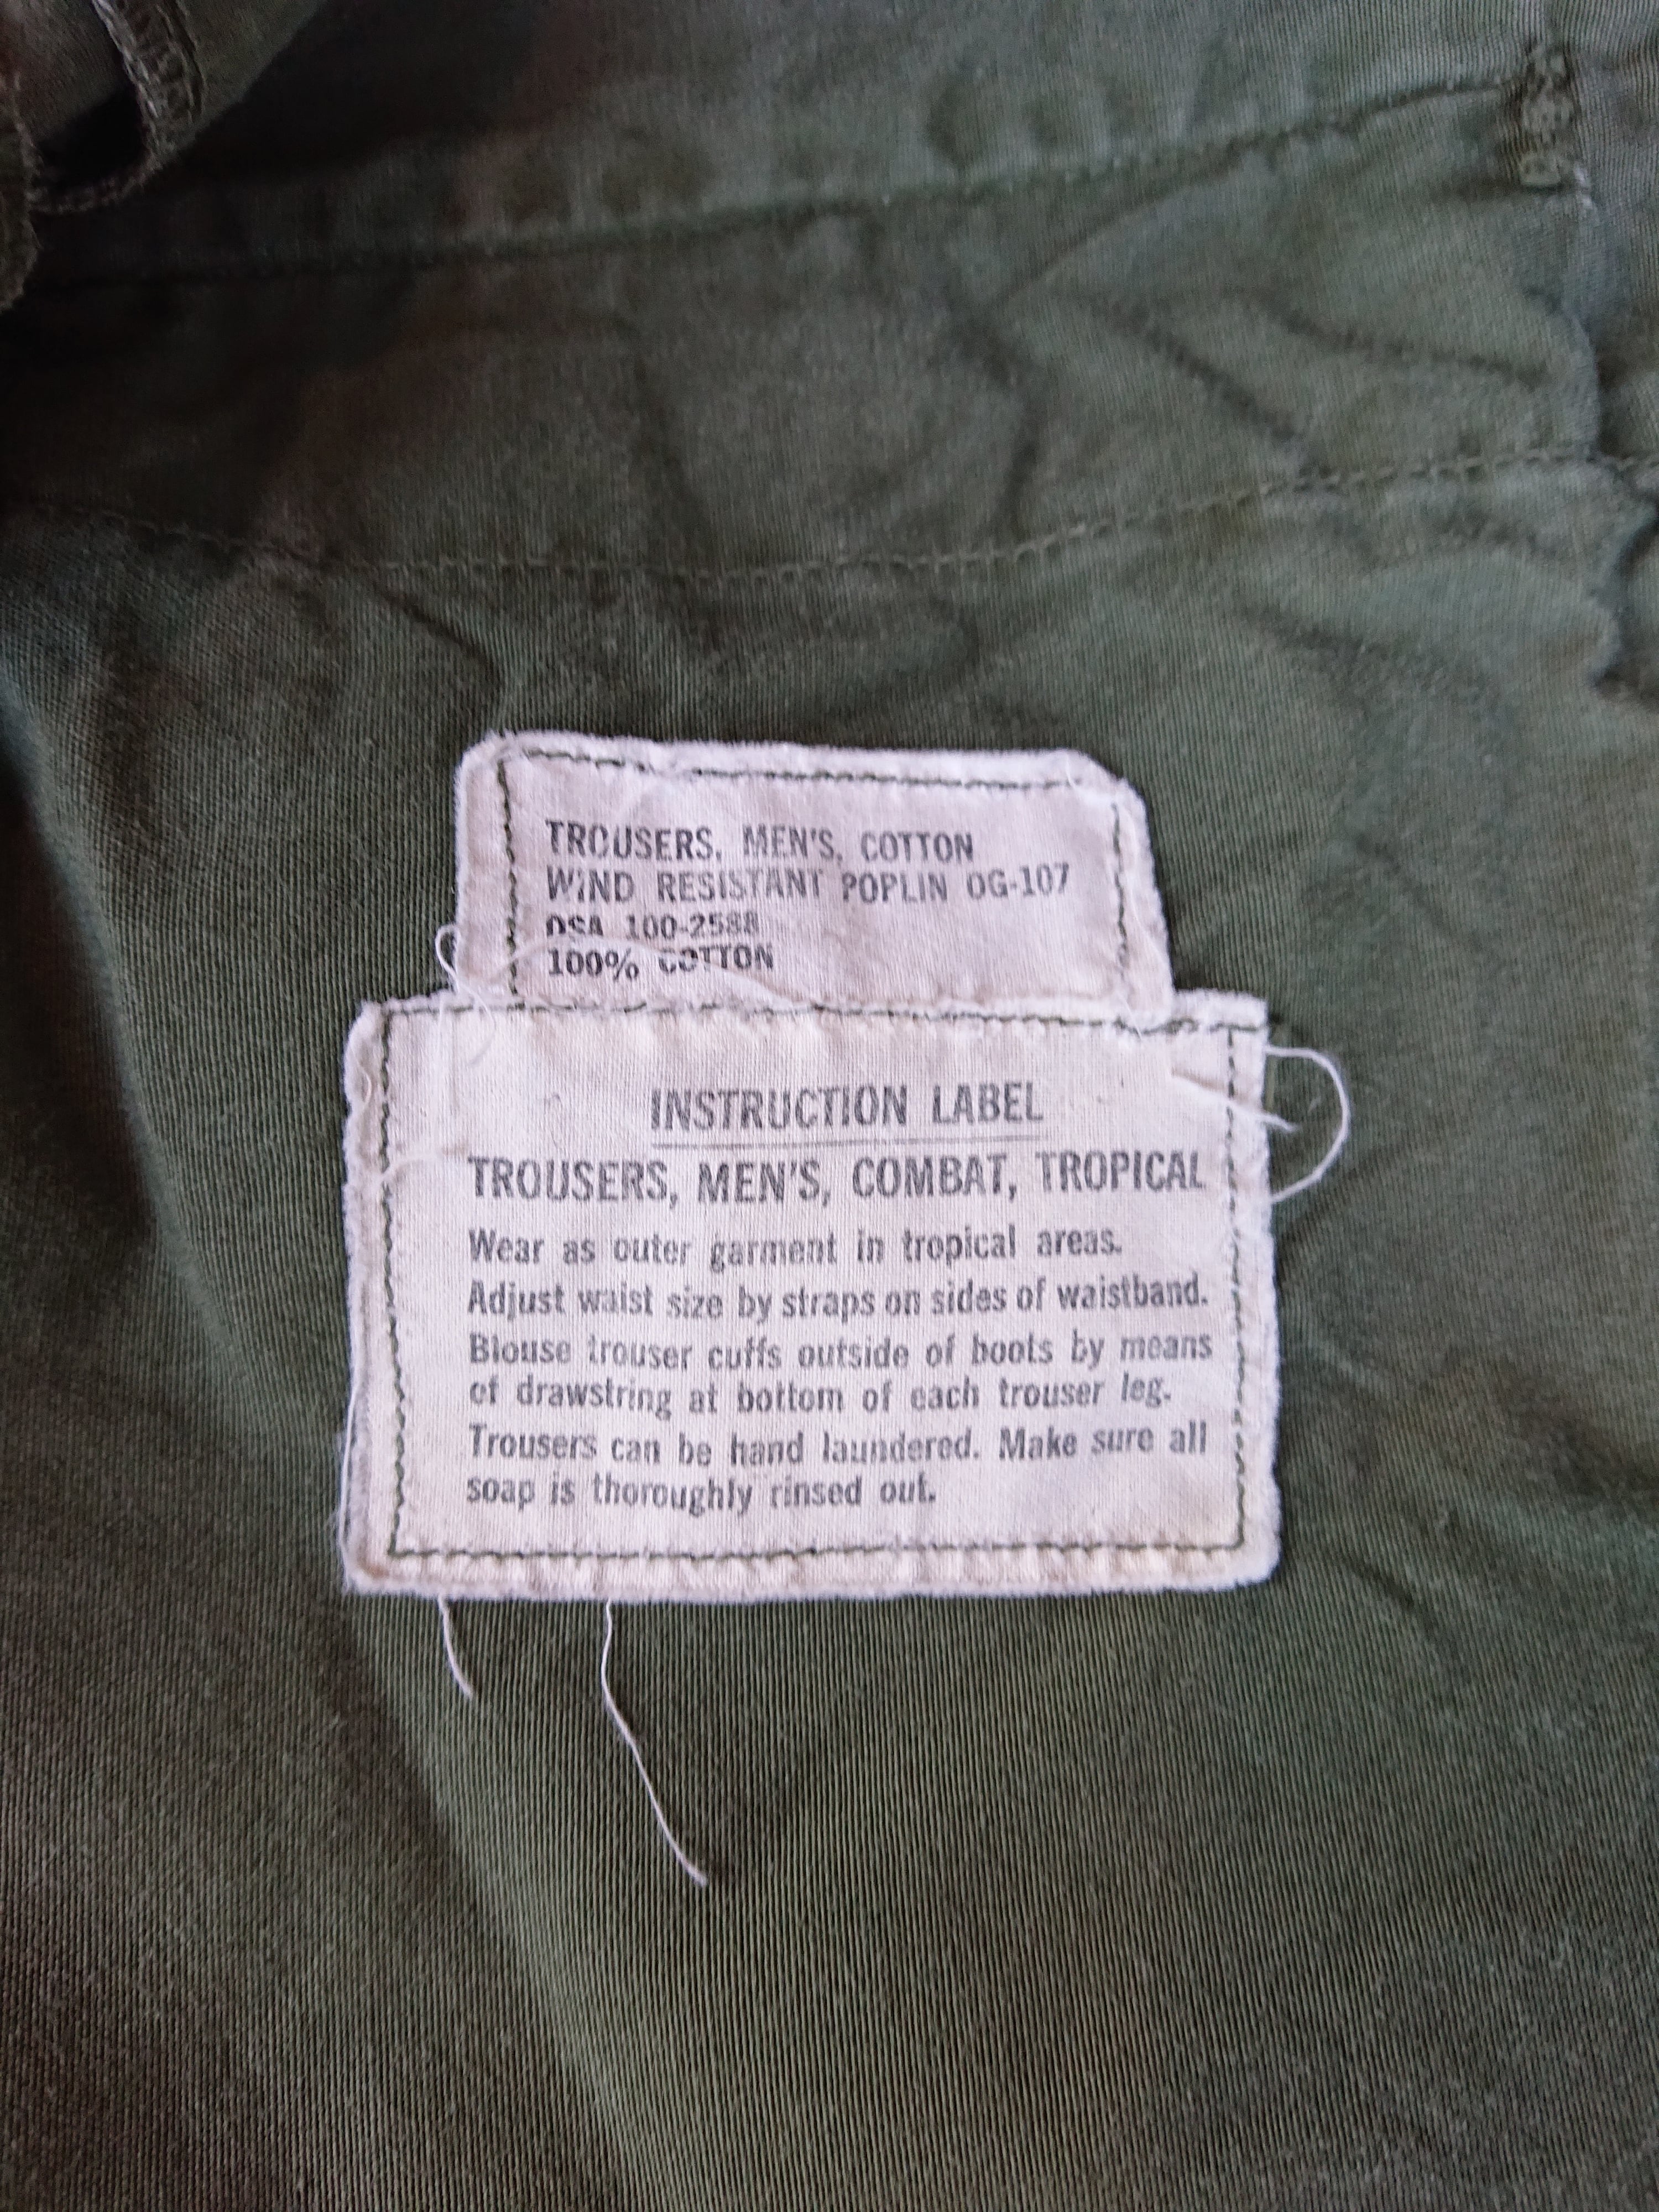 TROUSERS, MEN'S, COTTON
WIND RESISTANT POPLIN OG-107
DSA 100-2588
100% COTTON
INSTRUCTION LABEL
TROUSERS, MEN'S, COMBAT, TROPICAL
Wear as outer garment in tropical areas.
Adjust waist size by straps on sides of waistband.
Blouse trouser cuffs outside of boots by means
of drawstring at bottom of each trouser leg.
Trousers can be hand laundered. Make sure all
soap is thoroughly rinsed out.